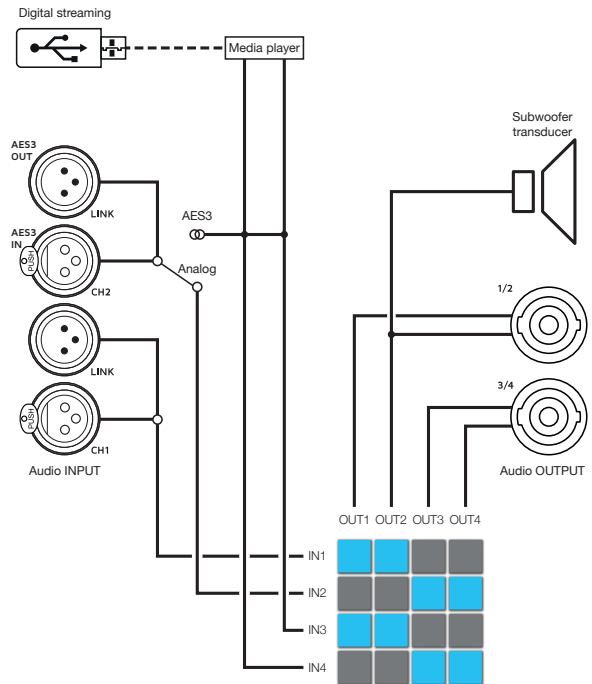 Digital streaming
Media player
AES3
OUT
LINK
AES3
IN
PUSH
CH2
LINK
PUSH
CH1
Audio INPUT
AES3
Analog
Subwoofer
transducer
1/2
3/4
Audio OUTPUT
OUT1 OUT2 OUT3 OUT4
IN1
IN2
IN3
IN4